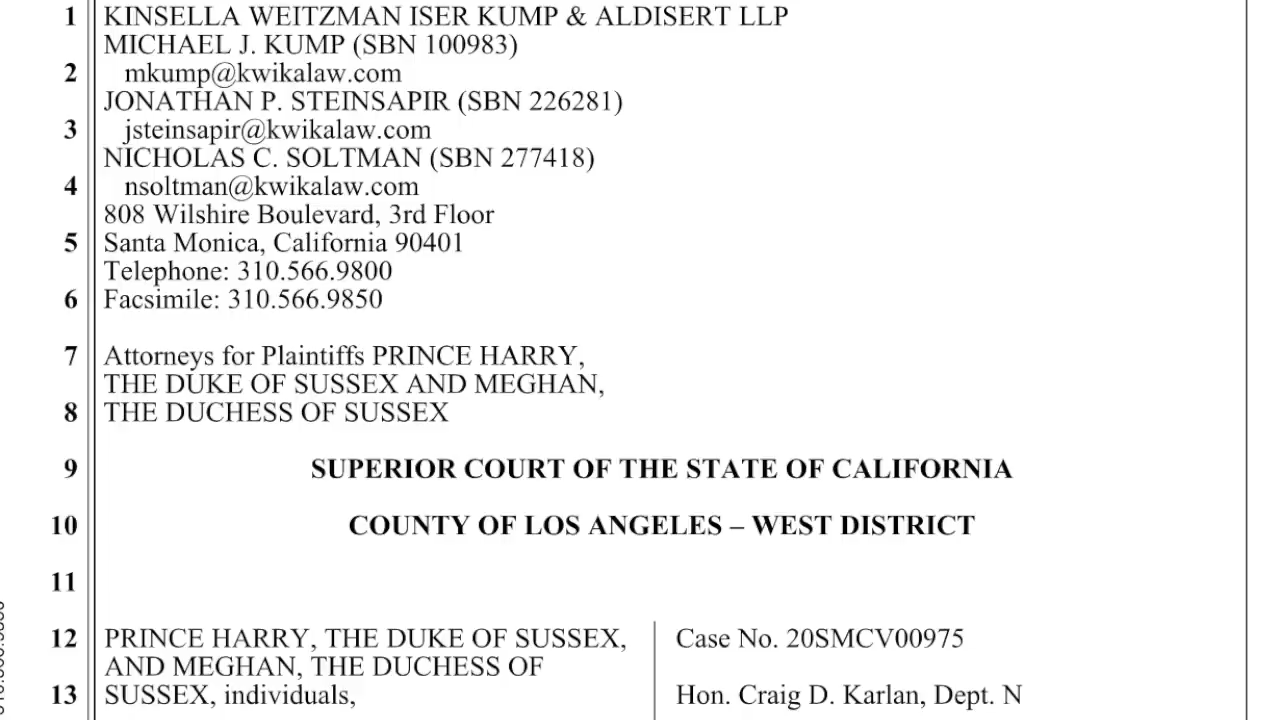 1 KINSELLA WEITZMAN ISER KUMP & ALDISERT LLP
MICHAEL J. KUMP (SBN 100983)
2 mkump@kwikalaw.com
JONATHAN P. STEINSAPIR (SBN 226281)
3 jsteinsapir@kwikalaw.com
NICHOLAS C. SOLTMAN (SBN 277418)
4 nsoltman@kwikalaw.com
808 Wilshire Boulevard, 3rd Floor
5 Santa Monica, California 90401
Telephone: 310.566.9800
6 Facsimile: 310.566.9850
7 Attorneys for Plaintiffs PRINCE HARRY,
THE DUKE OF SUSSEX AND MEGHAN,
8 THE DUCHESS OF SUSSEX
9 SUPERIOR COURT OF THE STATE OF CALIFORNIA
10 COUNTY OF LOS ANGELES – WEST DISTRICT
11
12 PRINCE HARRY, THE DUKE OF SUSSEX, Case No. 20SMCV00975
AND MEGHAN, THE DUCHESS OF
13 SUSSEX, individuals, Hon. Craig D. Karlan, Dept. N